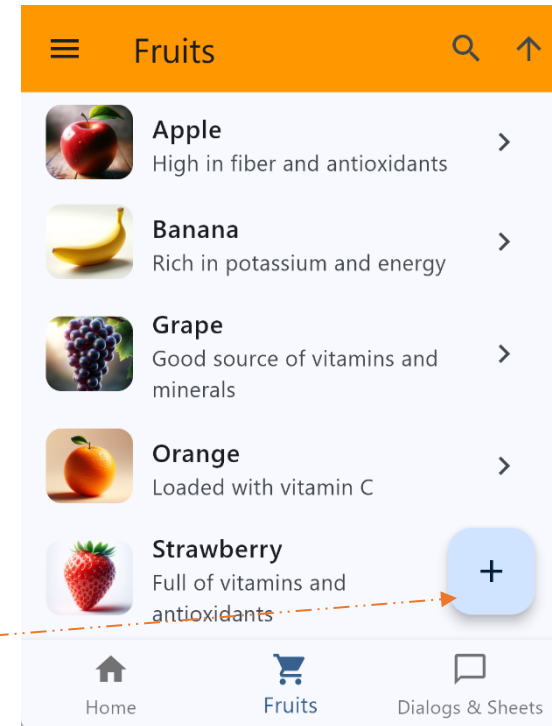 Fruits
Apple
High in fiber and antioxidants
Banana
Rich in potassium and energy
Grape
Good source of vitamins and
minerals
Orange
Loaded with vitamin C
Strawberry
Full of vitamins and
antioxidants
Home
Fruits
Dialogs & Sheets